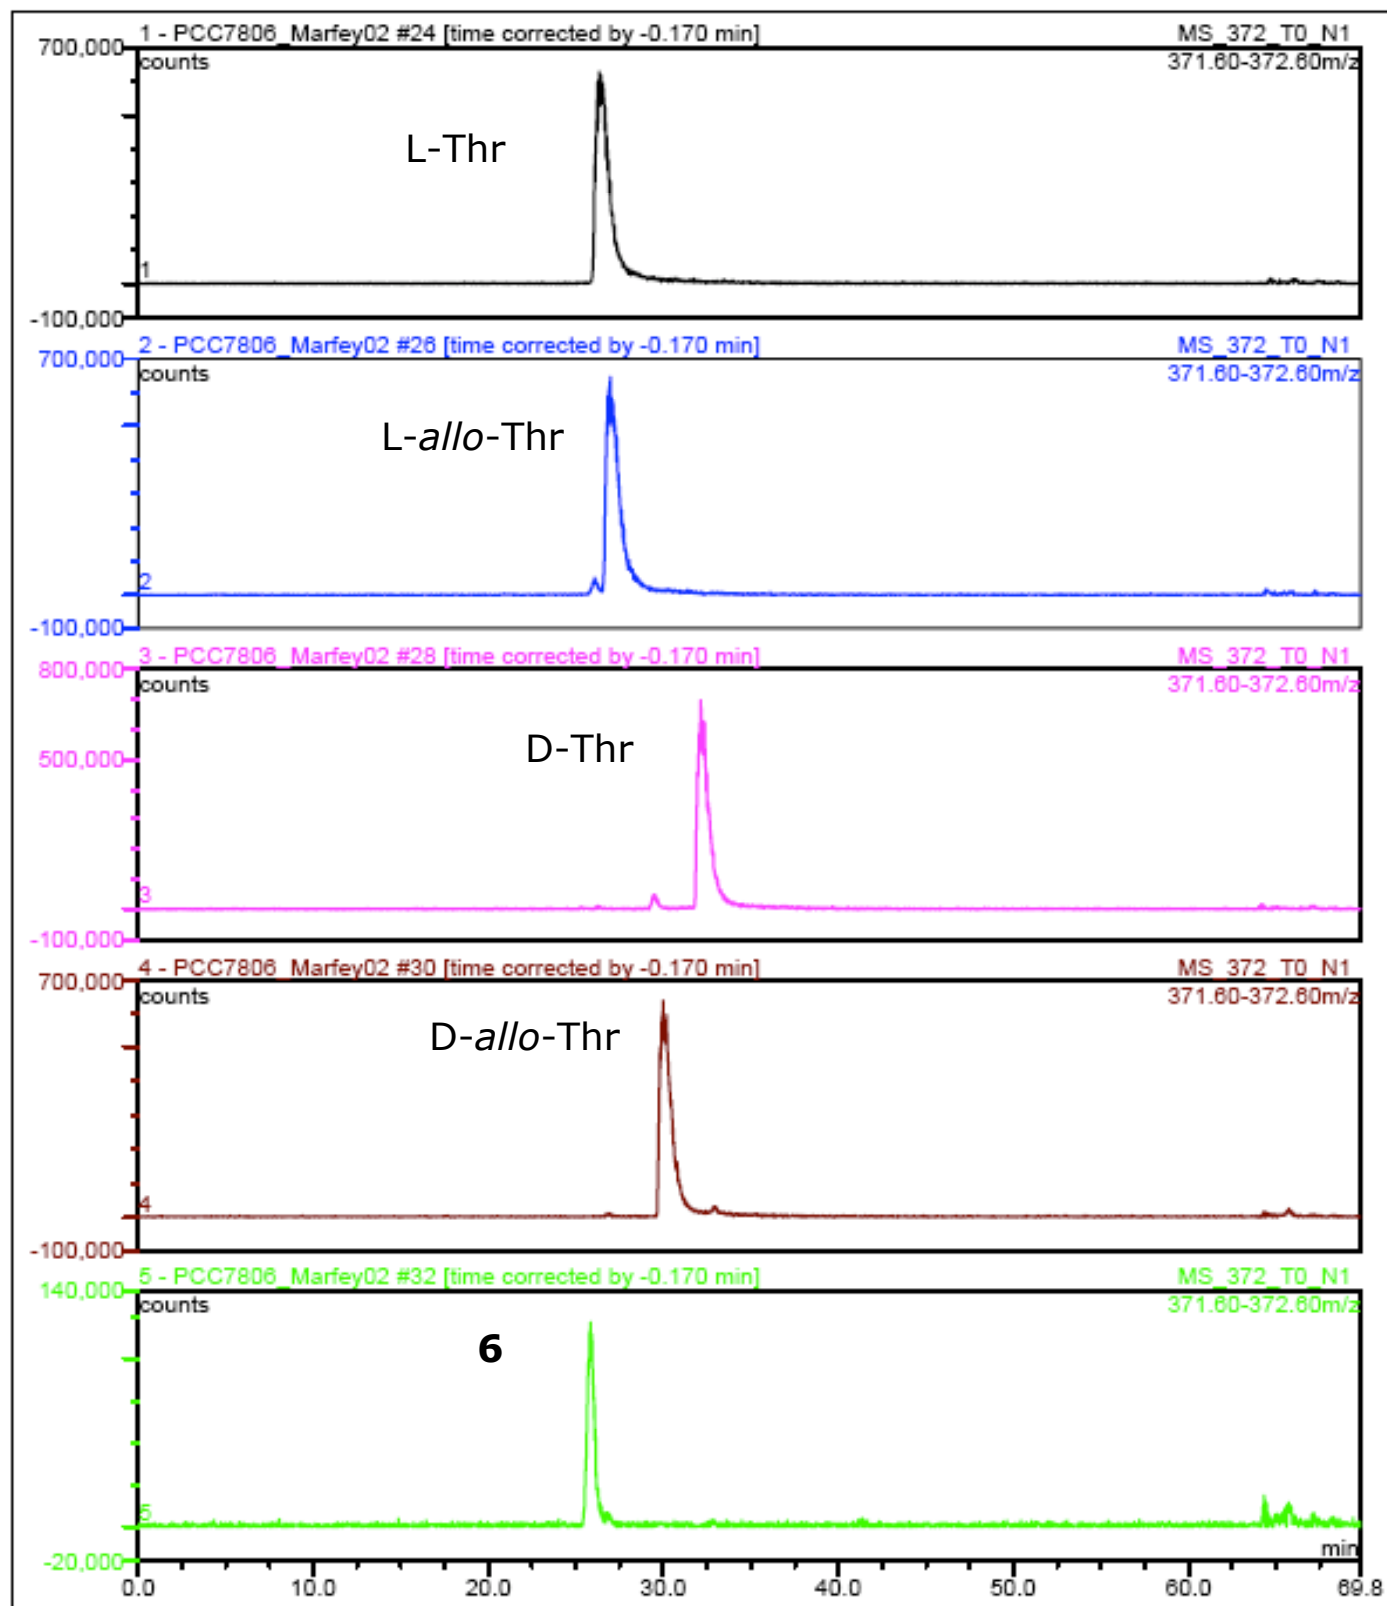 1 - PCC7806_Marfey02 #24 [time corrected by -0.170 min] MS_372_T0_N1
700,000 counts 371.60-372.60m/z
L-Thr
1
-100,000
2 - PCC7806_Marfey02 #26 [time corrected by -0.170 min] MS_372_T0_N1
700,000 counts 371.60-372.60m/z
L-allo-Thr
2
-100,000
3 - PCC7806_Marfey02 #28 [time corrected by -0.170 min] MS_372_T0_N1
800,000 counts 371.60-372.60m/z
D-Thr
500,000
3
-100,000
4 - PCC7806_Marfey02 #30 [time corrected by -0.170 min] MS_372_T0_N1
700,000 counts 371.60-372.60m/z
D-allo-Thr
4
-100,000
5 - PCC7806_Marfey02 #32 [time corrected by -0.170 min] MS_372_T0_N1
140,000 counts 371.60-372.60m/z
6
5
min
-20,000
0.0 10.0 20.0 30.0 40.0 50.0 60.0 69.8